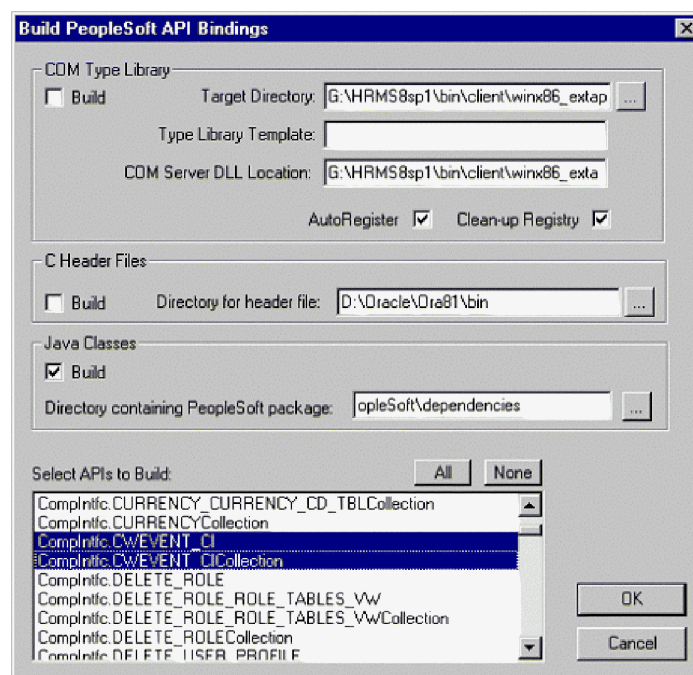 Build PeopleSoft API Bindings
COM Type Library
Build Target Directory: G:\HRMS8sp1\bin\client\winx86_extap ...
Type Library Template:
COM Server DLL Location: G:\HRMS8sp1\bin\client\winx86_exta
AutoRegister Clean-up Registry
C Header Files
Build Directory for header file: D:\Oracle\Ora81\bin ...
Java Classes
Build
Directory containing PeopleSoft package: opleSoft\dependencies ...
Select APIs to Build: All None
CompIntfc.CURRENCY_CURRENCY_CD_TBLCollection
CompIntfc.CURRENCYCollection
CompIntfc.CWEVENT_CI
CompIntfc.CWEVENT_CICollection
CompIntfc.DELETE_ROLE
CompIntfc.DELETE_ROLE_ROLE_TABLES_VW
CompIntfc.DELETE_ROLE_ROLE_TABLES_VWCollection
CompIntfc.DELETE_ROLECollection
CompIntfc.DELETE_USER_PROFILE
OK
Cancel